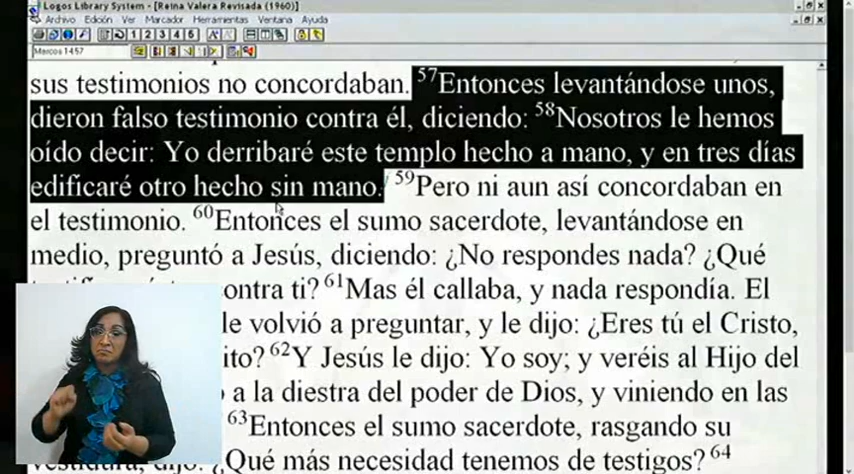 Logos Library System - [Reina Valera Revisada (1960)]
Archivo Edición Ver Marcador Herramientas Ventana Ayuda
1 2 3 4 5
Marcos 14:57
sus testimonios no concordaban. 57Entonces levantándose unos,
dieron falso testimonio contra él, diciendo: 58Nosotros le hemos
oído decir: Yo derribaré este templo hecho a mano, y en tres días
edificaré otro hecho sin mano. 59Pero ni aun así concordaban en
el testimonio. 60Entonces el sumo sacerdote, levantándose en
medio, preguntó a Jesús, diciendo: ¿No respondes nada? ¿Qué
contra ti? 61Mas él callaba, y nada respondía. El
le volvió a preguntar, y le dijo: ¿Eres tú el Cristo,
62Y Jesús le dijo: Yo soy; y veréis al Hijo del
a la diestra del poder de Dios, y viniendo en las
63Entonces el sumo sacerdote, rasgando su
dijo: ¿Qué más necesidad tenemos de testigos? 64